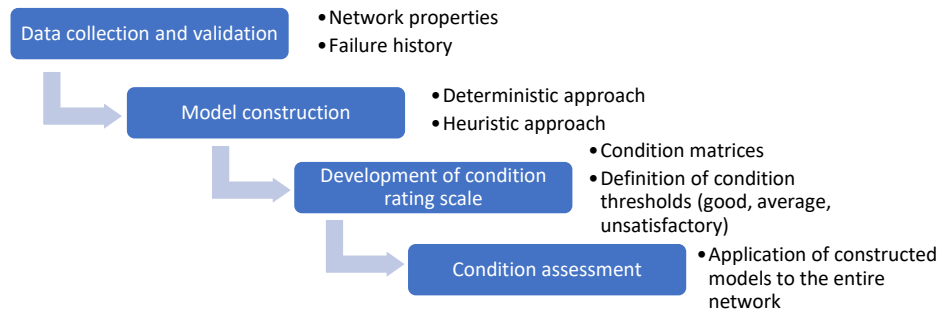 Data collection and validation
•Network properties
•Failure history
Model construction
•Deterministic approach
•Heuristic approach
Development of condition
rating scale
•Condition matrices
•Definition of condition
thresholds (good, average,
unsatisfactory)
Condition assessment
•Application of constructed
models to the entire
network